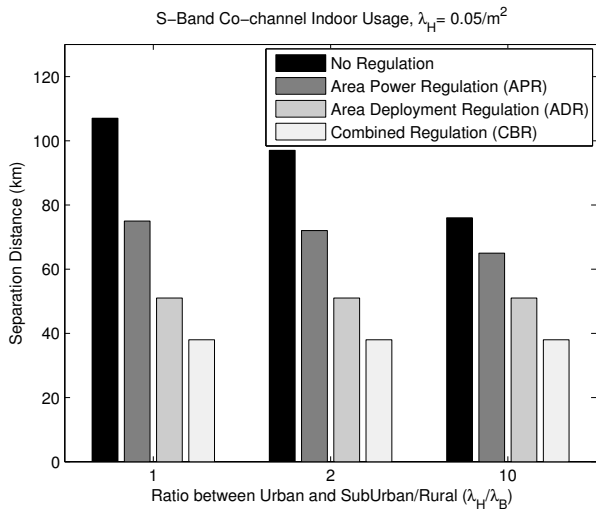 S−Band Co−channel Indoor Usage, λH= 0.05/m2
No Regulation
Area Power Regulation (APR)
Area Deployment Regulation (ADR)
Combined Regulation (CBR)
Separation Distance (km)
120
100
80
60
40
20
0
1
2
10
Ratio between Urban and SubUrban/Rural (λH/λB)